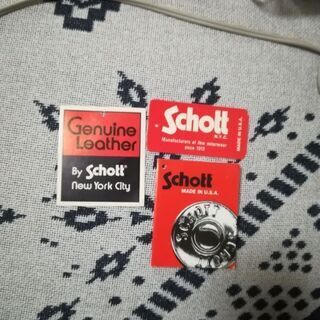 Genuine
Leather
By Schott
New York City
Schott
N.Y.C.
Manufacturers of fine outerwear
since 1913
MADE IN U.S.A.
Schott
MADE IN U.S.A.
SCHOTT